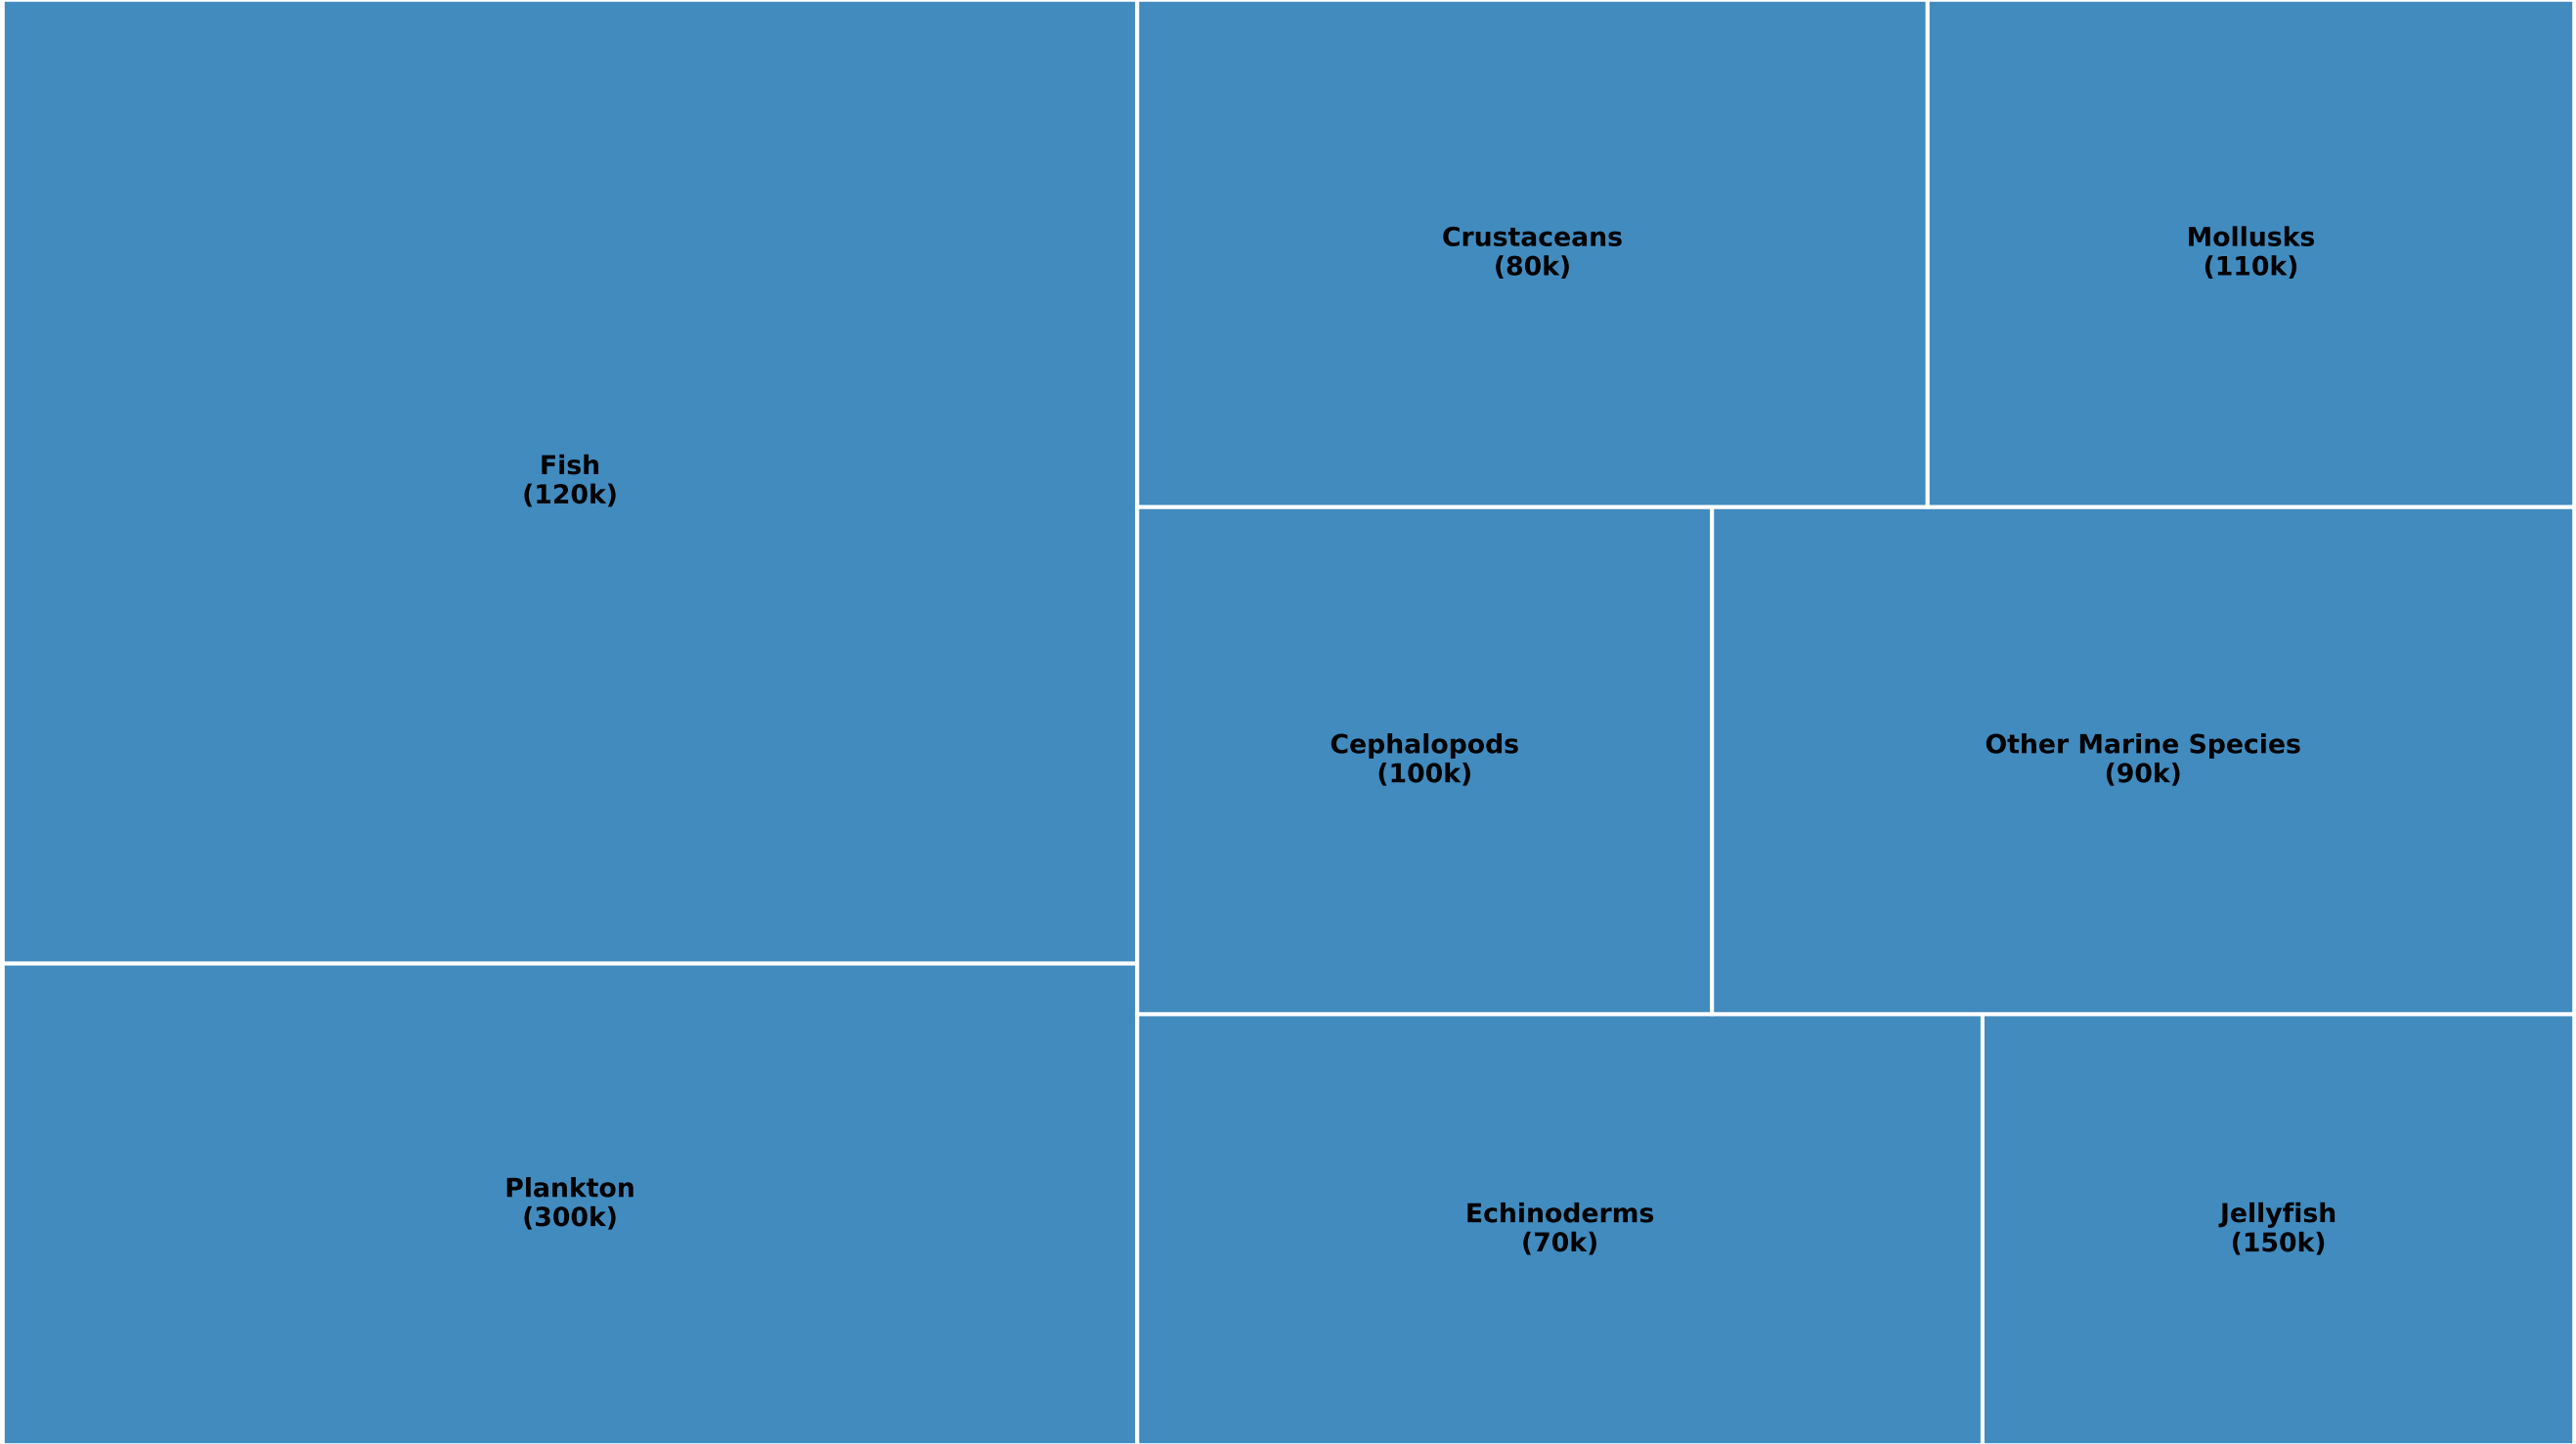 Fish
(120k)
Plankton
(300k)
Crustaceans
(80k)
Mollusks
(110k)
Cephalopods
(100k)
Other Marine Species
(90k)
Echinoderms
(70k)
Jellyfish
(150k)